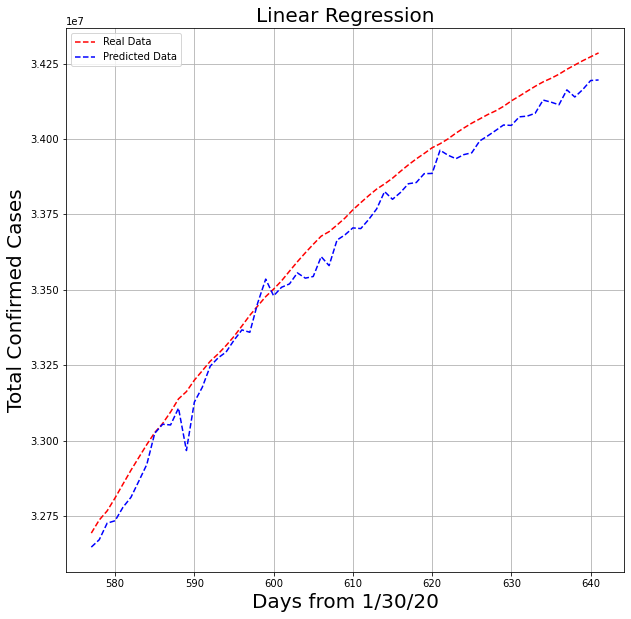 Linear Regression
1e7
Real Data
Predicted Data
3.425
3.400
3.375
3.350
3.325
3.300
3.275
Total Confirmed Cases
580 590 600 610 620 630 640
Days from 1/30/20